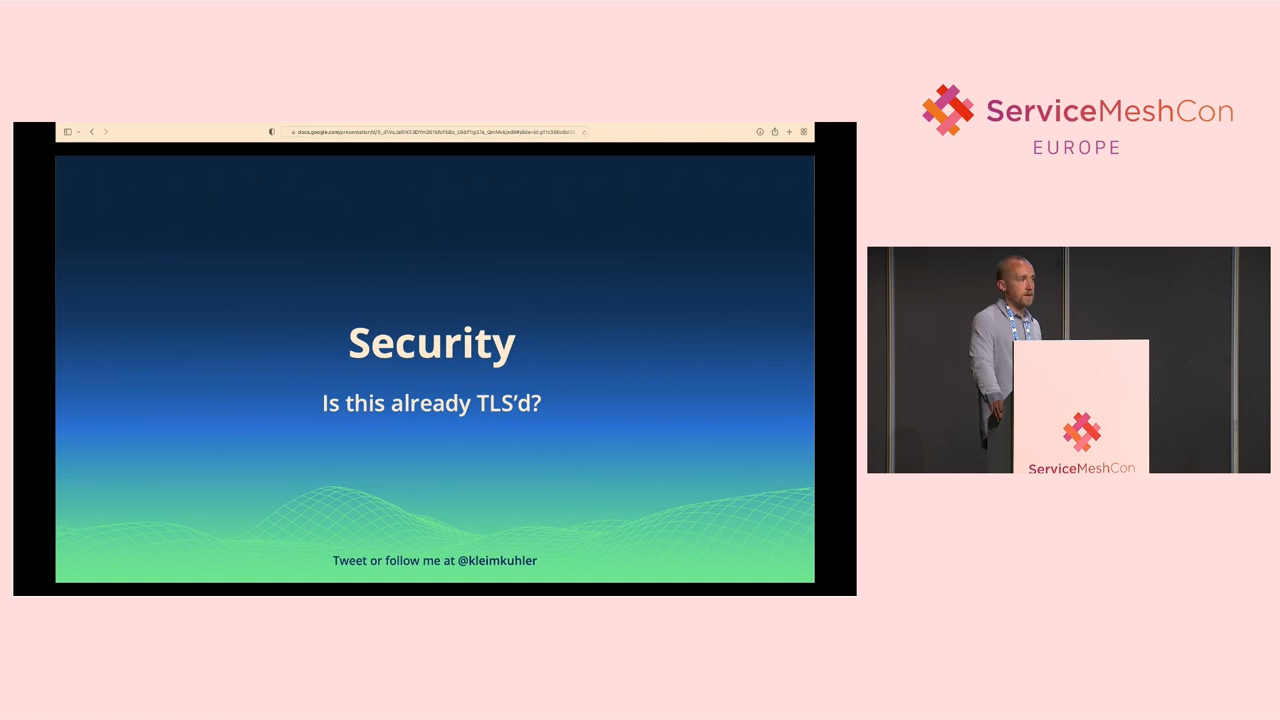 ServiceMeshCon
EUROPE
Security
Is this already TLS’d?
Tweet or follow me at @kleimkuhler
ServiceMeshCon